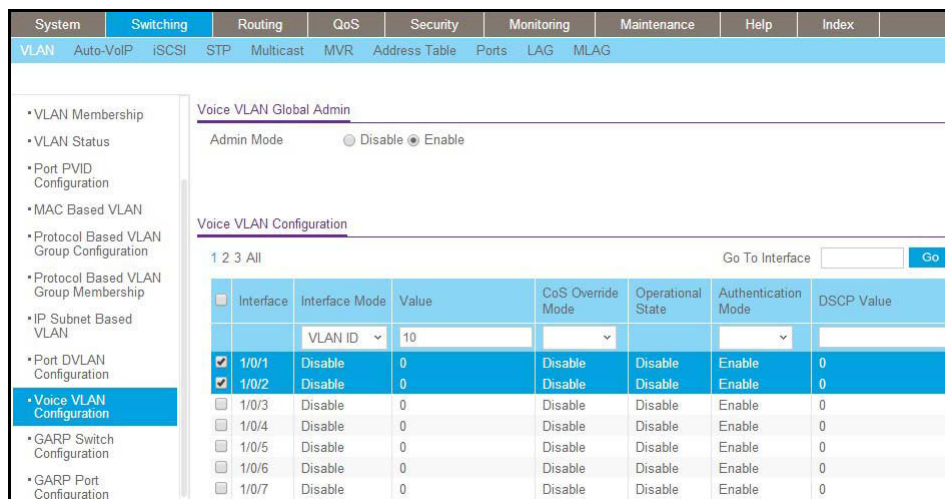 System Switching Routing QoS Security Monitoring Maintenance Help Index
VLAN Auto-VoIP iSCSI STP Multicast MVR Address Table Ports LAG MLAG
VLAN Membership
VLAN Status
Port PVID
Configuration
MAC Based VLAN
Protocol Based VLAN
Group Configuration
Protocol Based VLAN
Group Membership
IP Subnet Based
VLAN
Port DVLAN
Configuration
Voice VLAN
Configuration
GARP Switch
Configuration
GARP Port
Configuration
Voice VLAN Global Admin
Admin Mode Disable Enable
Voice VLAN Configuration
1 2 3 All Go To Interface Go
Interface Interface Mode Value CoS Override Mode Operational State Authentication Mode DSCP Value
VLAN ID 10
1/0/1 Disable 0 Disable Disable Enable 0
1/0/2 Disable 0 Disable Disable Enable 0
1/0/3 Disable 0 Disable Disable Enable 0
1/0/4 Disable 0 Disable Disable Enable 0
1/0/5 Disable 0 Disable Disable Enable 0
1/0/6 Disable 0 Disable Disable Enable 0
1/0/7 Disable 0 Disable Disable Enable 0